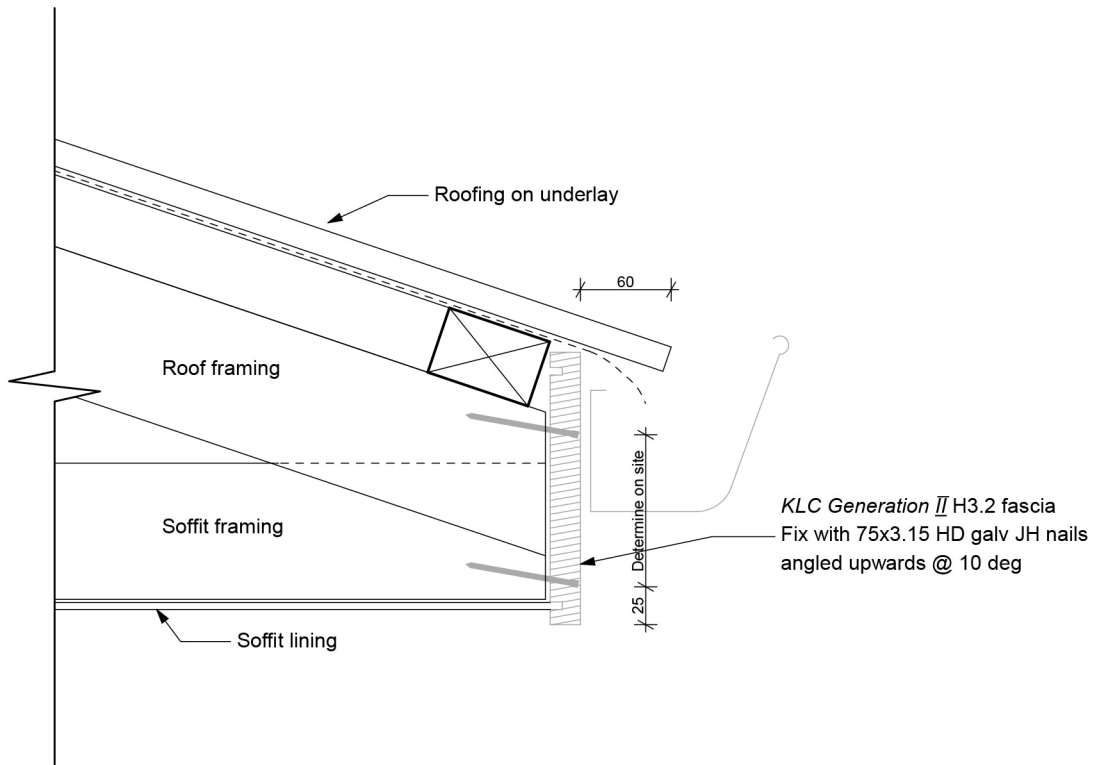 Roofing on underlay
60
Roof framing
Determine on site
Soffit framing
KLC Generation II H3.2 fascia
Fix with 75x3.15 HD galv JH nails
angled upwards @ 10 deg
25
Soffit lining